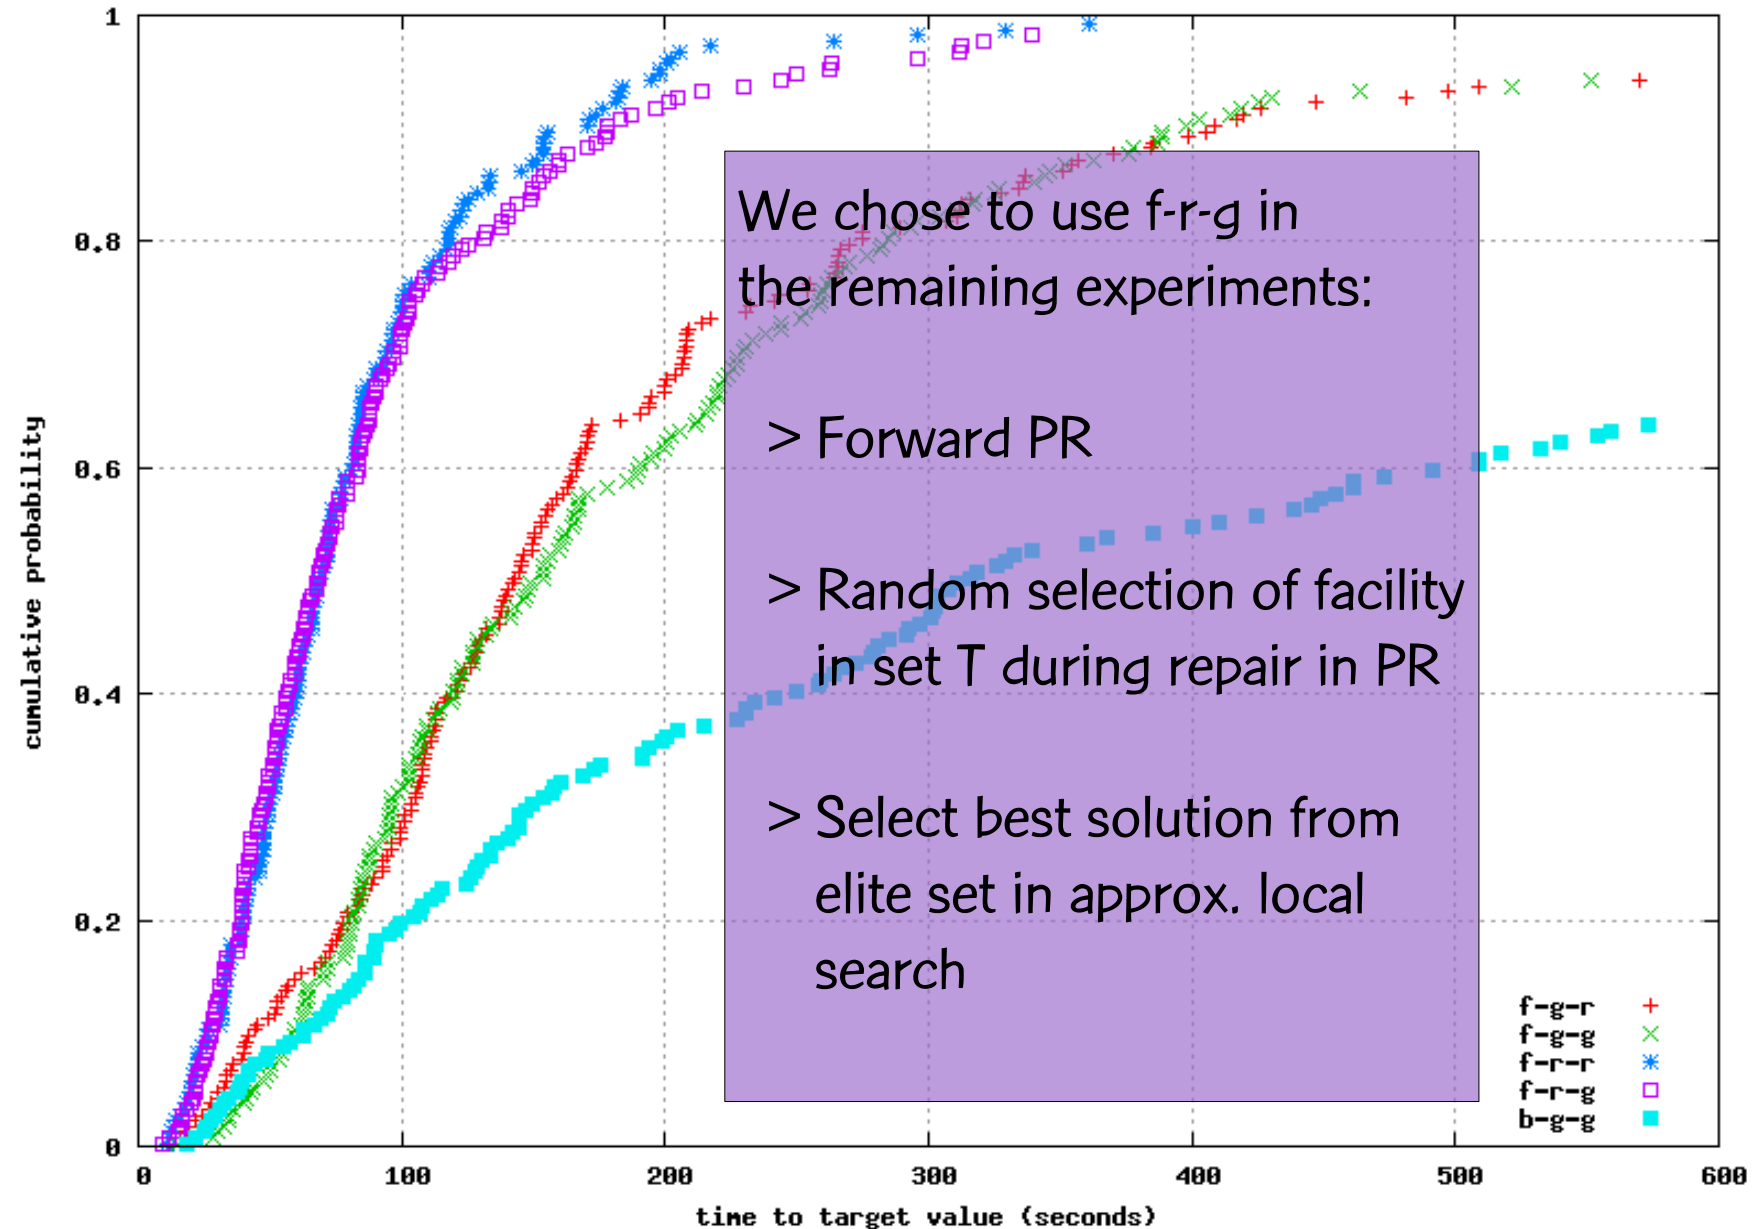 1
0.8
0.6
0.4
0.2
0
cumulative probability
We chose to use f-r-g in
the remaining experiments:
> Forward PR
> Random selection of facility
in set T during repair in PR
> Select best solution from
elite set in approx. local
search
f-g-r
f-g-g
f-r-r
f-r-g
b-g-g
0 100 200 300 400 500 600
time to target value (seconds)